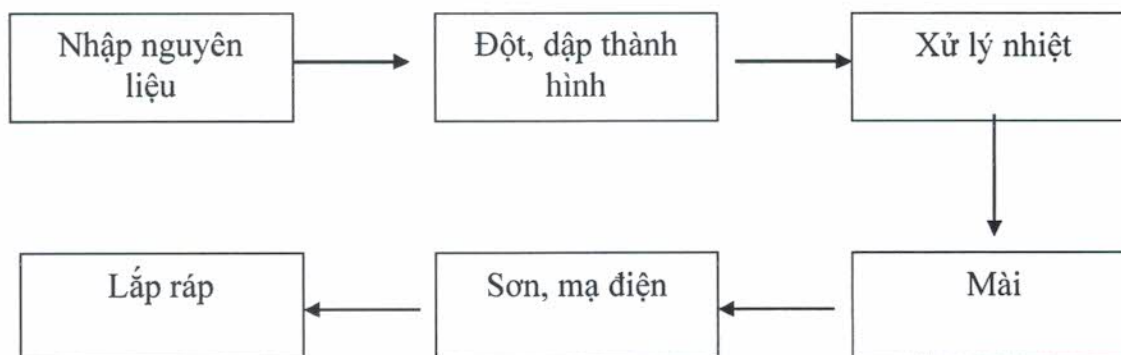 Nhập nguyên
liệu
Đột, dập thành
hình
Xử lý nhiệt
Mài
Sơn, mạ điện
Lắp ráp